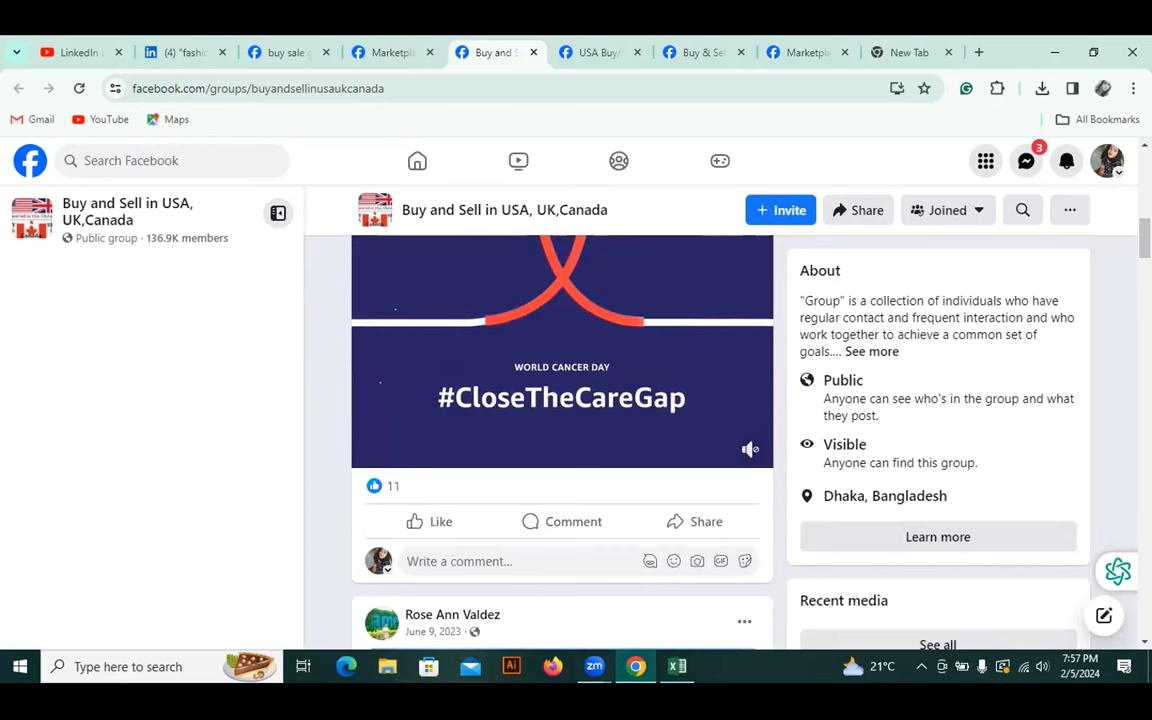 LinkedIn
(4) "fashi
buy sale g
Marketpl
Buy and S
USA Buy/
Buy & Sel
Marketpla
New Tab
facebook.com/groups/buyandsellinusaukcanada
Gmail
YouTube
Maps
All Bookmarks
Search Facebook
3
Buy and Sell in USA,
UK,Canada
Public group · 136.9K members
Buy and Sell in USA, UK,Canada
+ Invite
Share
Joined
WORLD CANCER DAY
#CloseTheCareGap
11
Like
Comment
Share
Write a comment...
GIF
Rose Ann Valdez
June 9, 2023 ·
About
"Group" is a collection of individuals who have
regular contact and frequent interaction and who
work together to achieve a common set of
goals.... See more
Public
Anyone can see who's in the group and what
they post.
Visible
Anyone can find this group.
Dhaka, Bangladesh
Learn more
Recent media
See all
Type here to search
Ai
zm
21°C
7:57 PM
2/5/2024